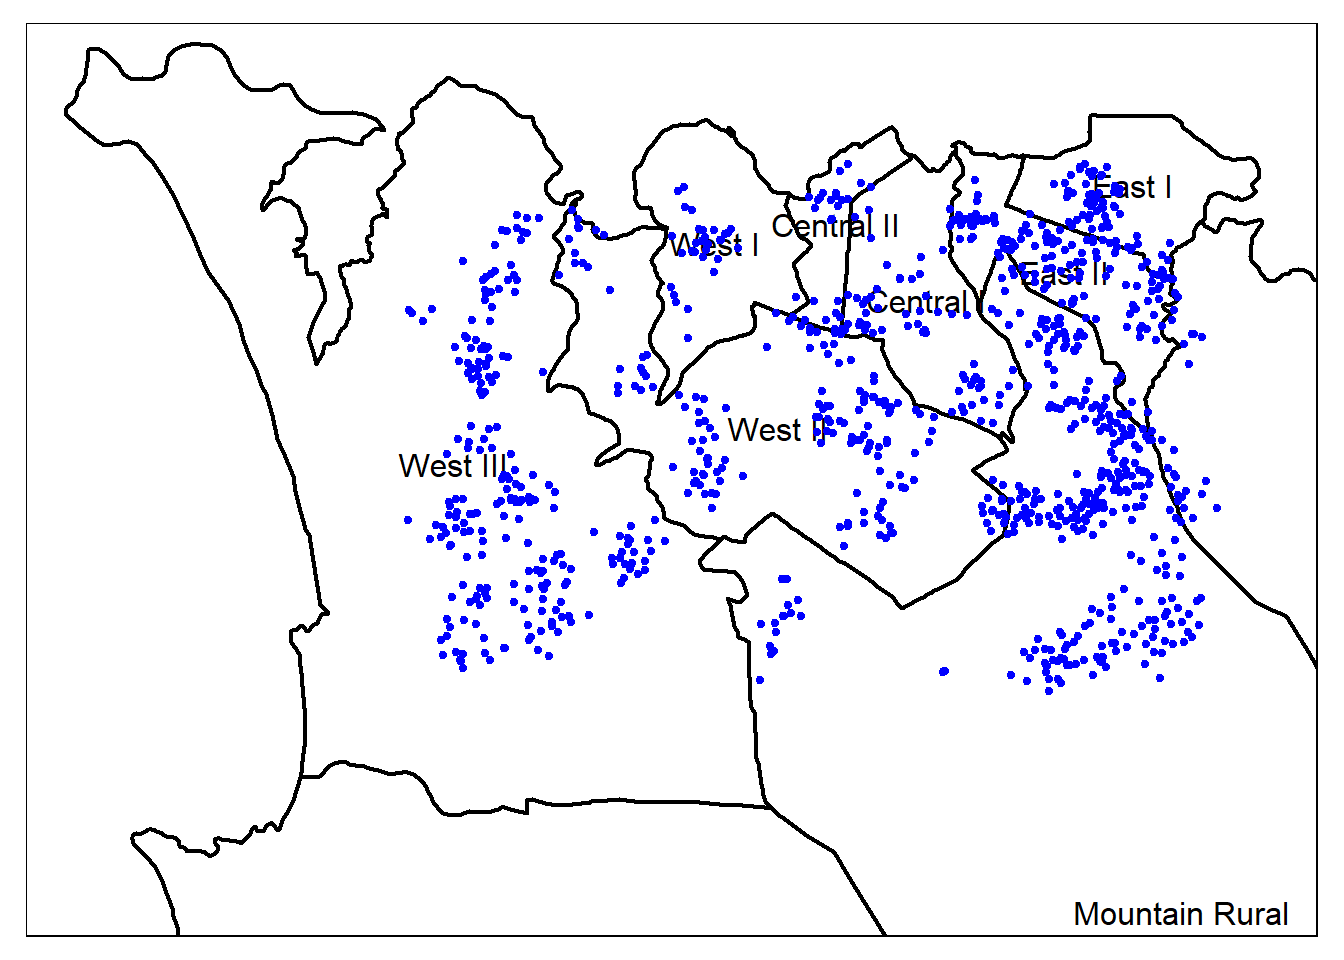 East I
Central II
West I
East II
Central I
West II
West III
Mountain Rural